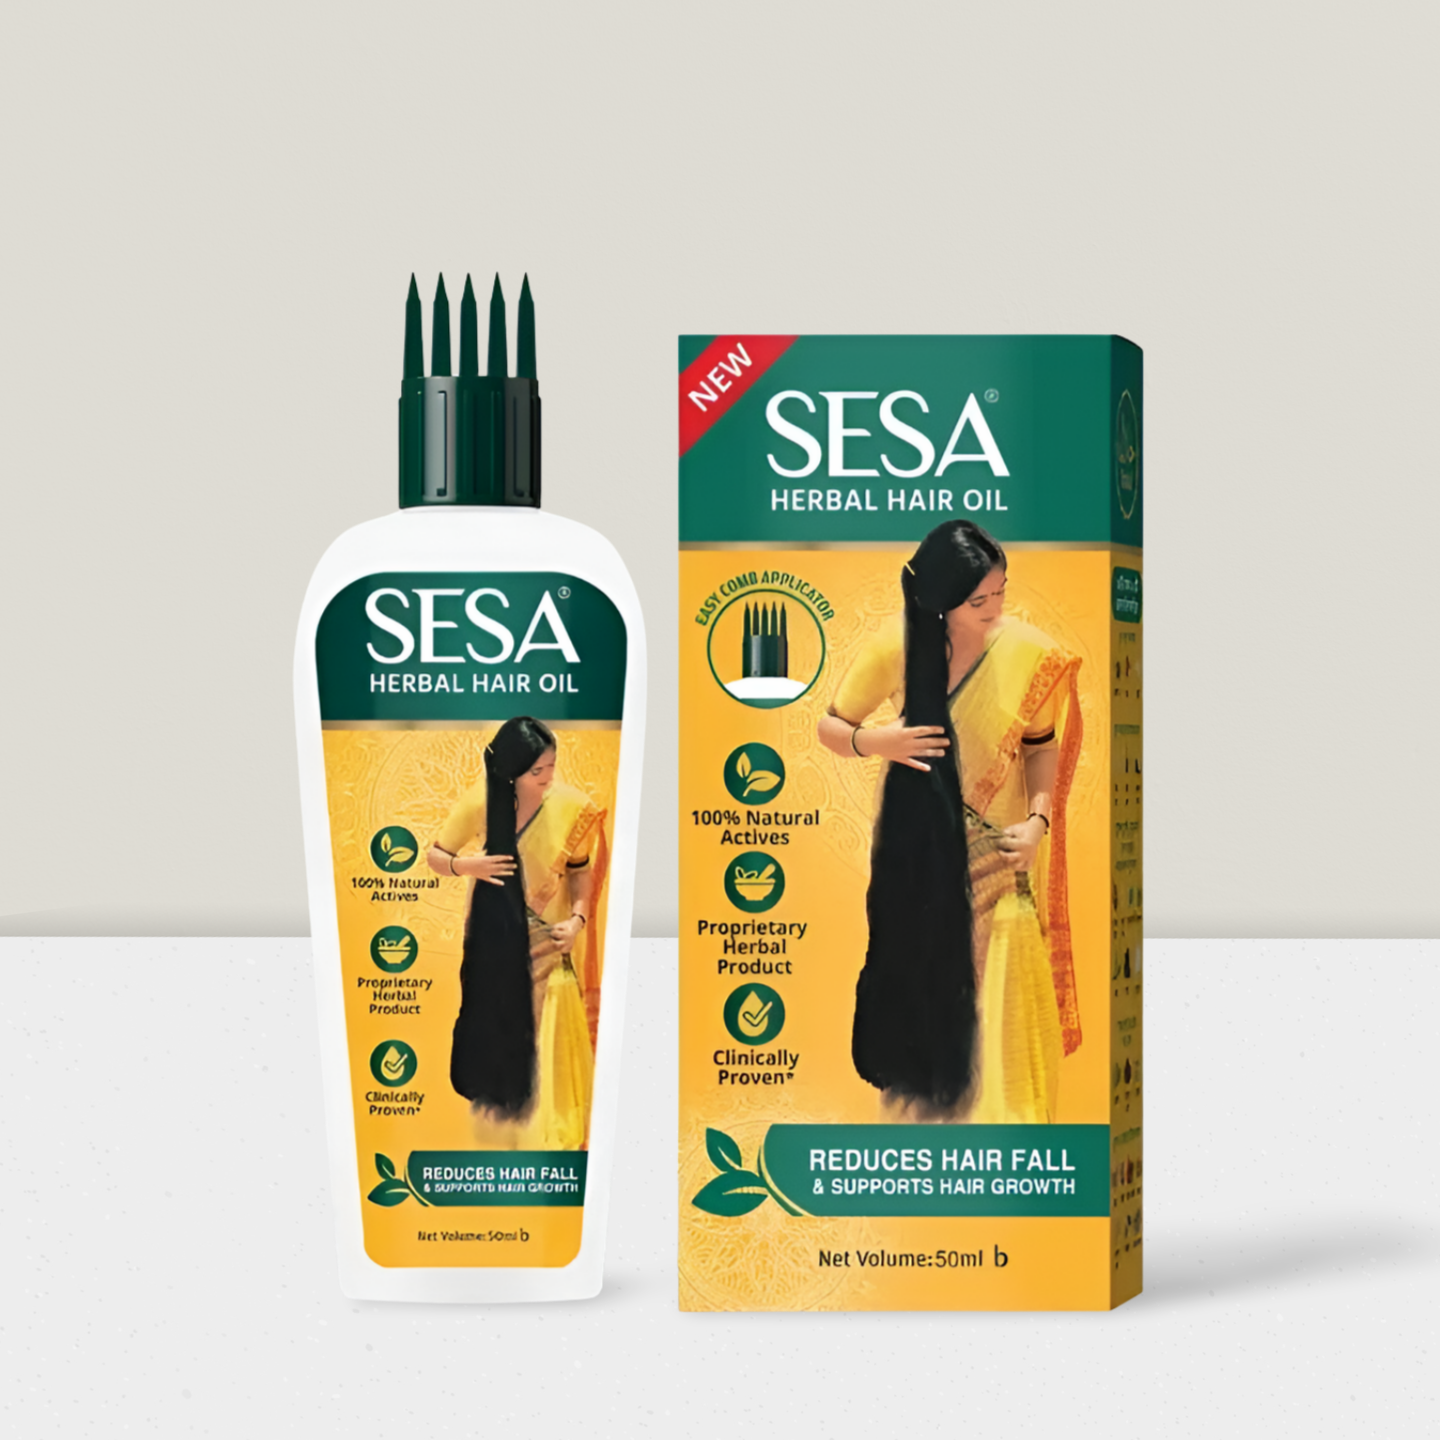 SESA®
HERBAL HAIR OIL
100% Natural
Actives
Proprietary
Herbal
Product
Clinically
Proven*
REDUCES HAIR FALL
& SUPPORTS HAIR GROWTH
Net Volume:50ml b
NEW
SESA®
HERBAL HAIR OIL
EASY COMB APPLICATOR
100% Natural
Actives
Proprietary
Herbal
Product
Clinically
Proven*
REDUCES HAIR FALL
& SUPPORTS HAIR GROWTH
Net Volume:50ml b